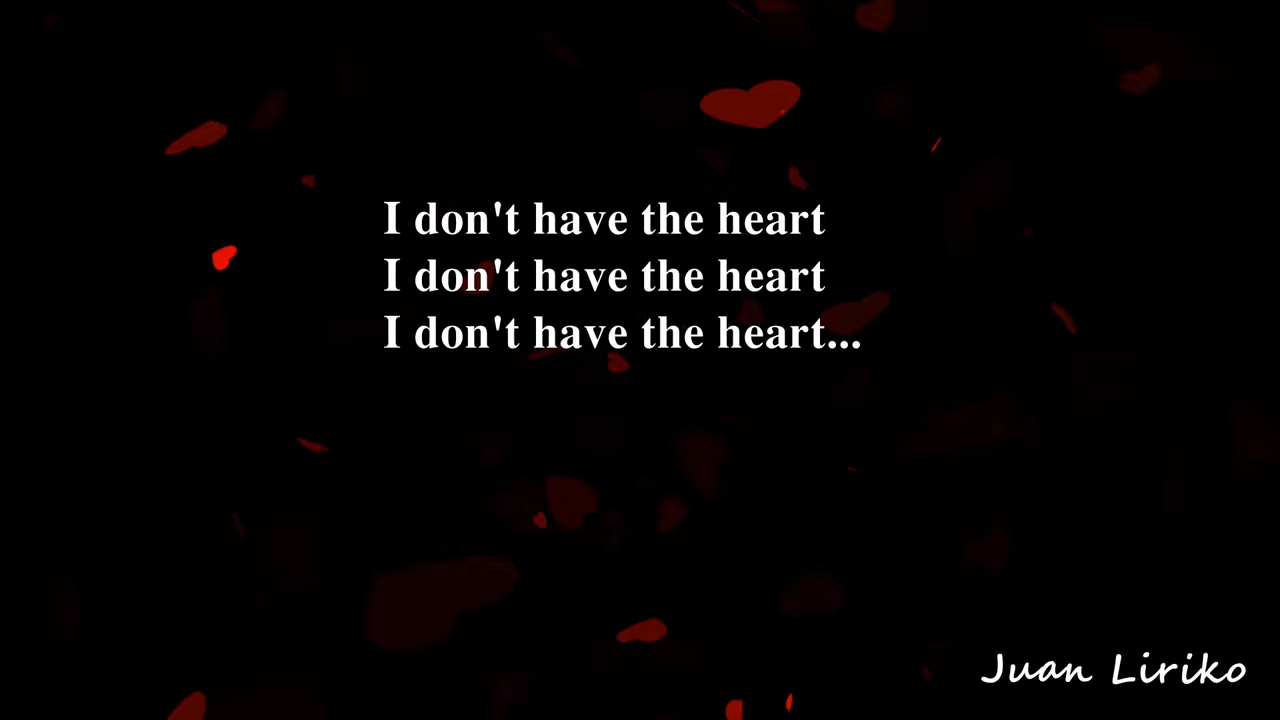 I don't have the heart
I don't have the heart
I don't have the heart...
Juan Liriko